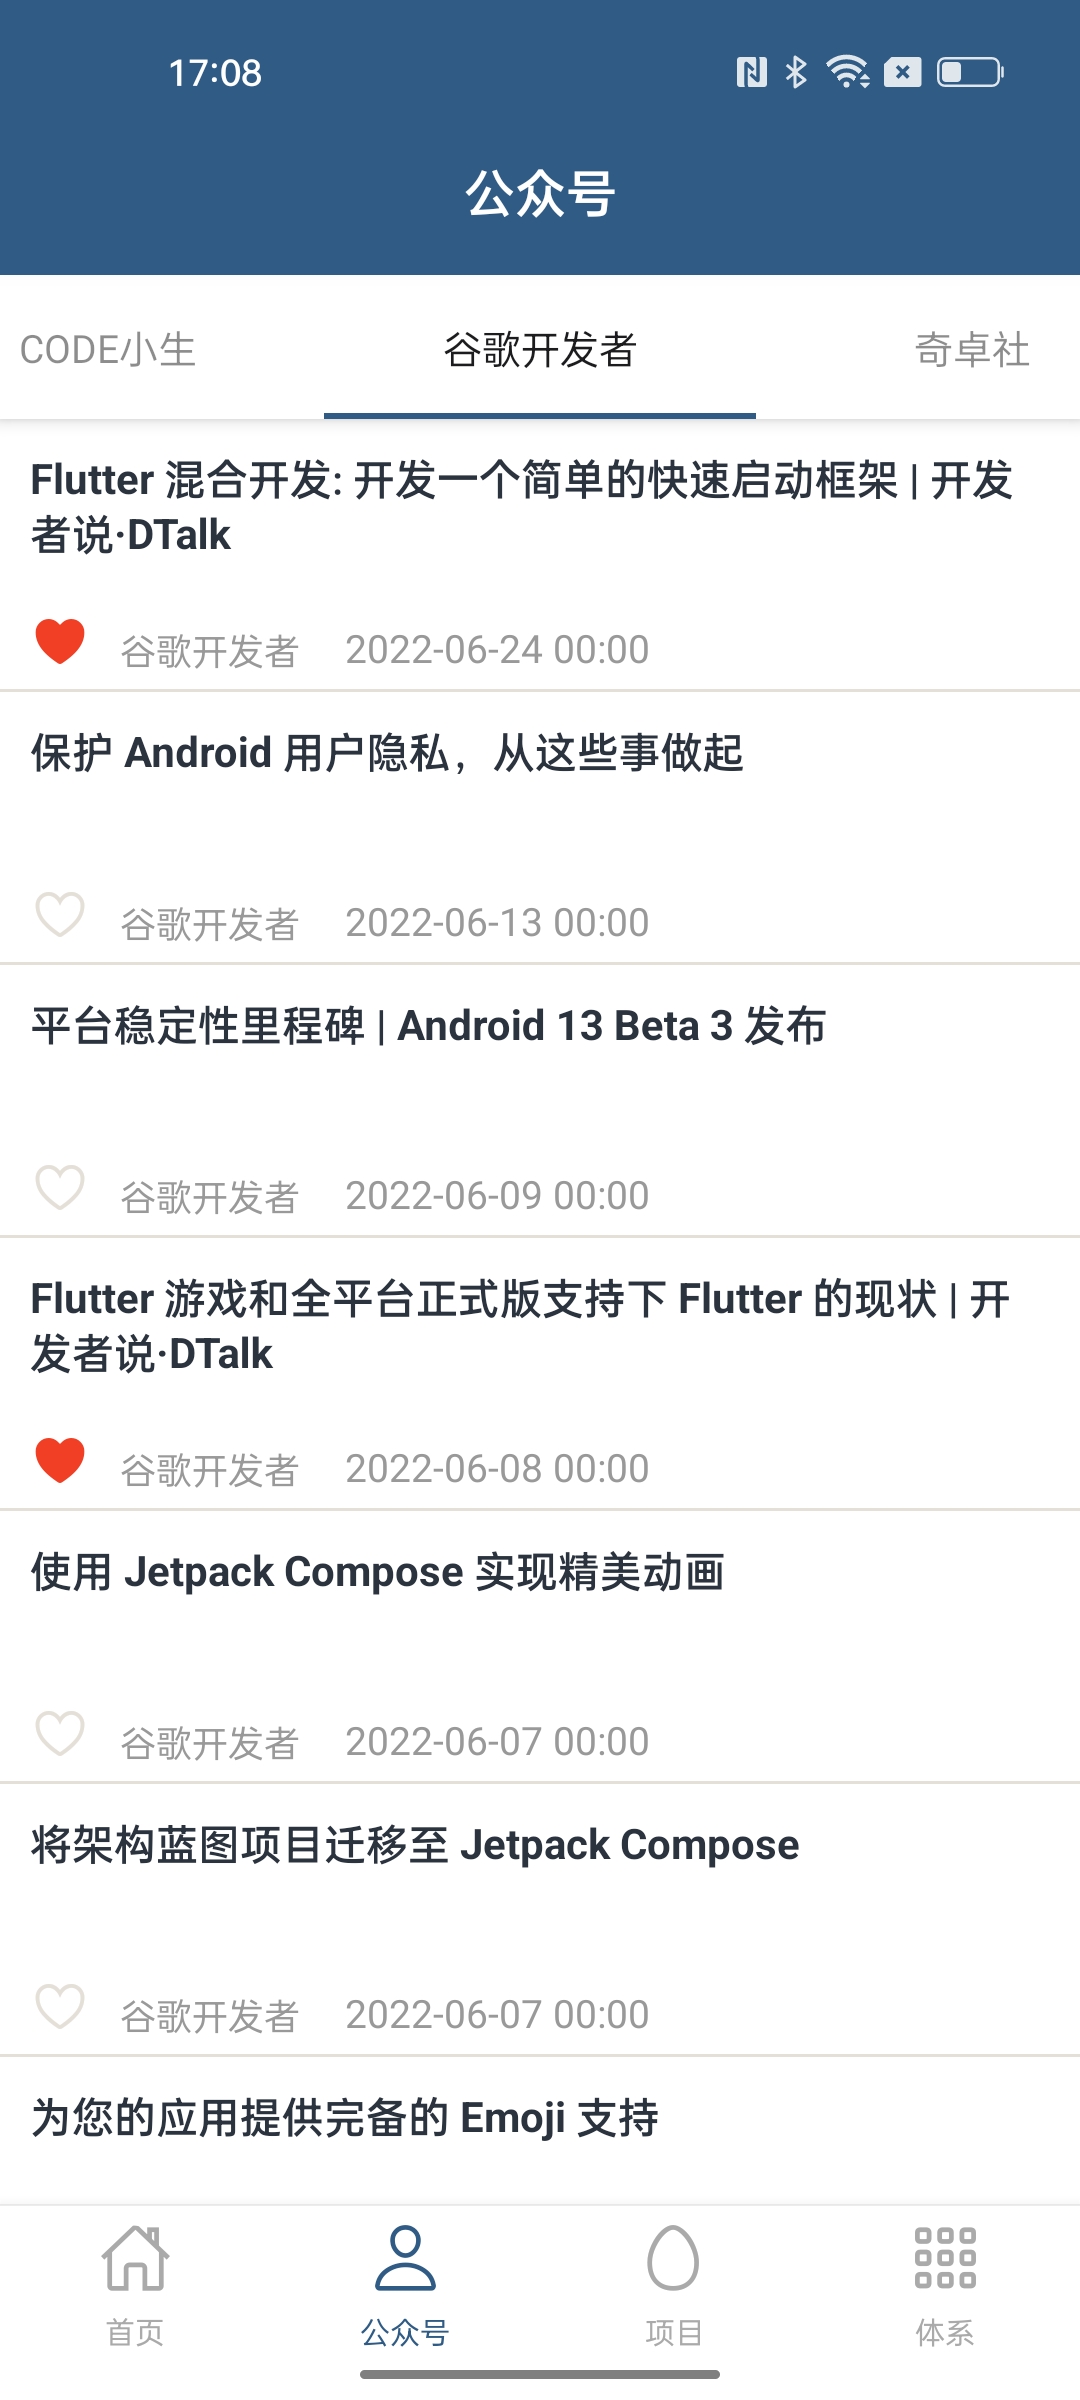 17:08
公众号
CODE小生
谷歌开发者
奇卓社
Flutter 混合开发: 开发一个简单的快速启动框架 | 开发
者说·DTalk
谷歌开发者 2022-06-24 00:00
保护 Android 用户隐私，从这些事做起
谷歌开发者 2022-06-13 00:00
平台稳定性里程碑 | Android 13 Beta 3 发布
谷歌开发者 2022-06-09 00:00
Flutter 游戏和全平台正式版支持下 Flutter 的现状 | 开
发者说·DTalk
谷歌开发者 2022-06-08 00:00
使用 Jetpack Compose 实现精美动画
谷歌开发者 2022-06-07 00:00
将架构蓝图项目迁移至 Jetpack Compose
谷歌开发者 2022-06-07 00:00
为您的应用提供完备的 Emoji 支持
首页
公众号
项目
体系